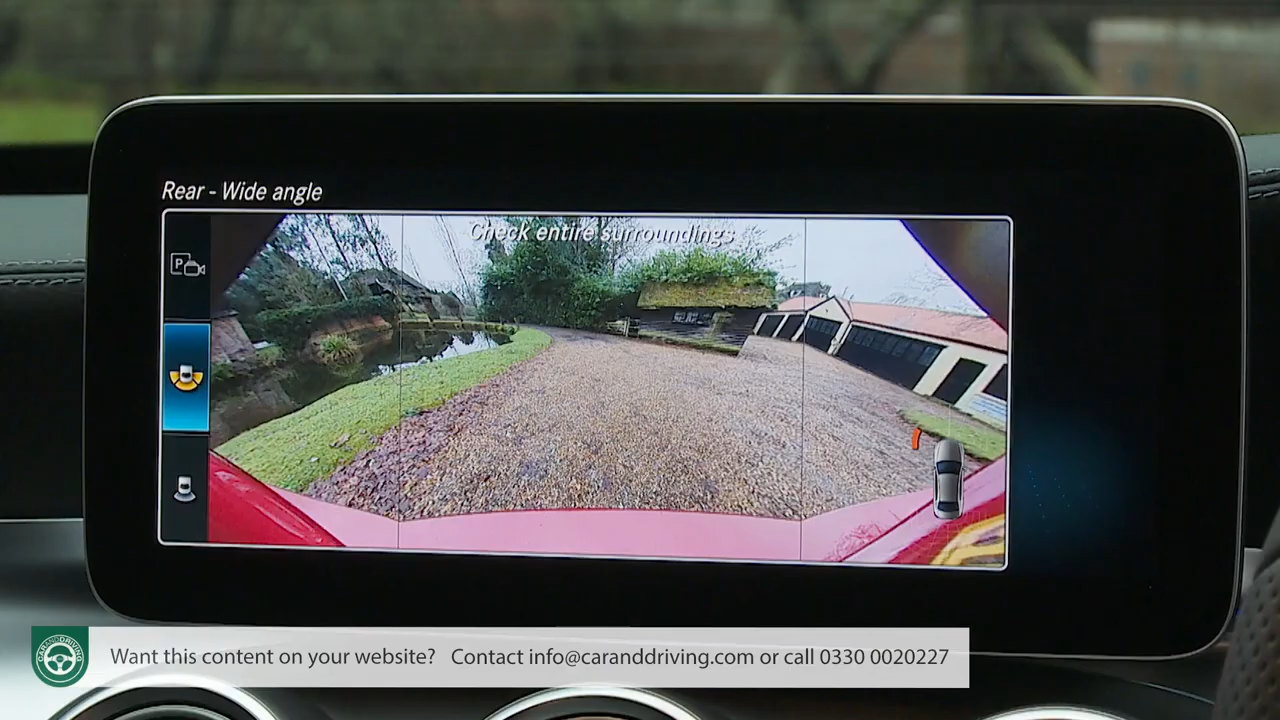 Rear - Wide angle
Check entire surroundings
P
CARANDDRIVING
Want this content on your website? Contact info@caranddriving.com or call 0330 0020227